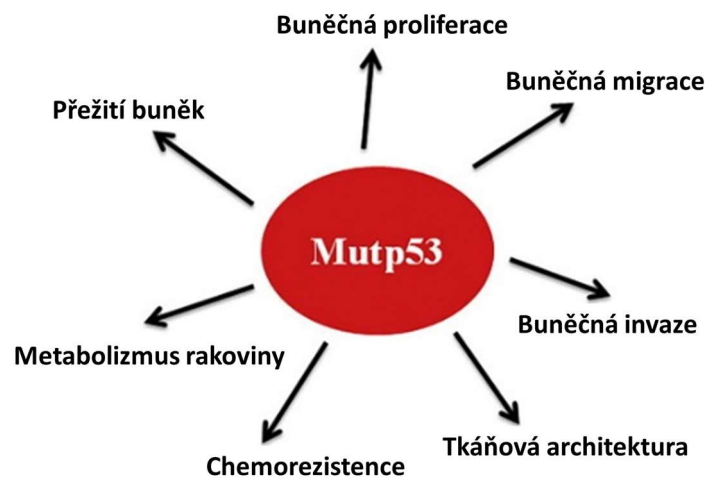 Buněčná proliferace
Buněčná migrace
Přežití buněk
Mutp53
Buněčná invaze
Metabolizmus rakoviny
Tkáňová architektura
Chemorezistence